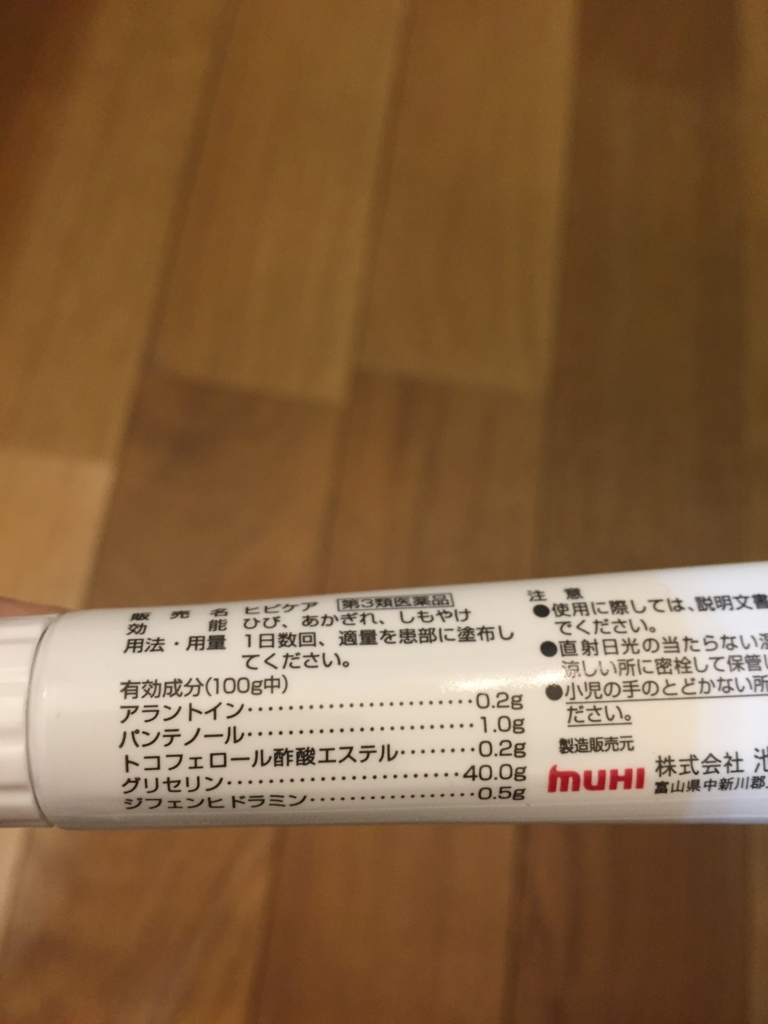 販売名 ヒビケア 第3類医薬品
効能 ひび、あかぎれ、しもやけ
用法・用量 1日数回、適量を患部に塗布し
てください。
有効成分(100g中)
アラントイン‥‥‥‥‥‥‥‥‥‥0.2g
パンテノール‥‥‥‥‥‥‥‥‥‥1.0g
トコフェロール酢酸エステル‥‥‥0.2g
グリセリン‥‥‥‥‥‥‥‥‥‥40.0g
ジフェンヒドラミン‥‥‥‥‥‥‥0.5g
注意
●使用に際しては、説明文書
でください。
●直射日光の当たらない
涼しい所に密栓して保管
●小児の手のとどかない所
ださい。
製造販売元
MUHI 株式会社 池
富山県中新川郡